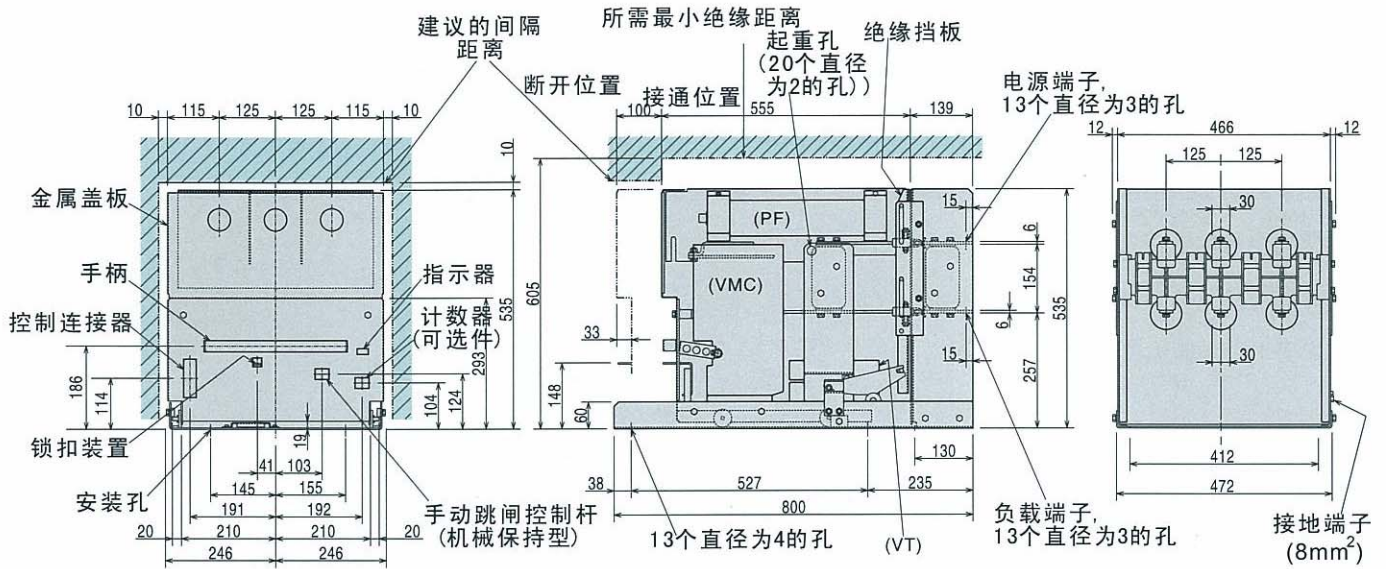 建议的间隔
距离
10
115
125
125
115
10
10
金属盖板
手柄
控制连接器
186
114
锁扣装置
安装孔
指示器
计数器
(可选件)
535
293
104
124
19
41
103
145
155
191
192
20
210
210
20
246
246
手动跳闸控制杆
(机械保持型)
所需最小绝缘距离
起重孔
(20个直径
为2的孔))
绝缘挡板
断开位置
接通位置
100
555
139
电源端子,
13个直径为3的孔
15
(PF)
(VMC)
605
33
148
60
6
154
6
535
15
257
130
38
527
235
800
13个直径为4的孔
(VT)
负载端子,
13个直径为3的孔
12
466
12
125
125
30
30
412
472
接地端子
(8mm²)